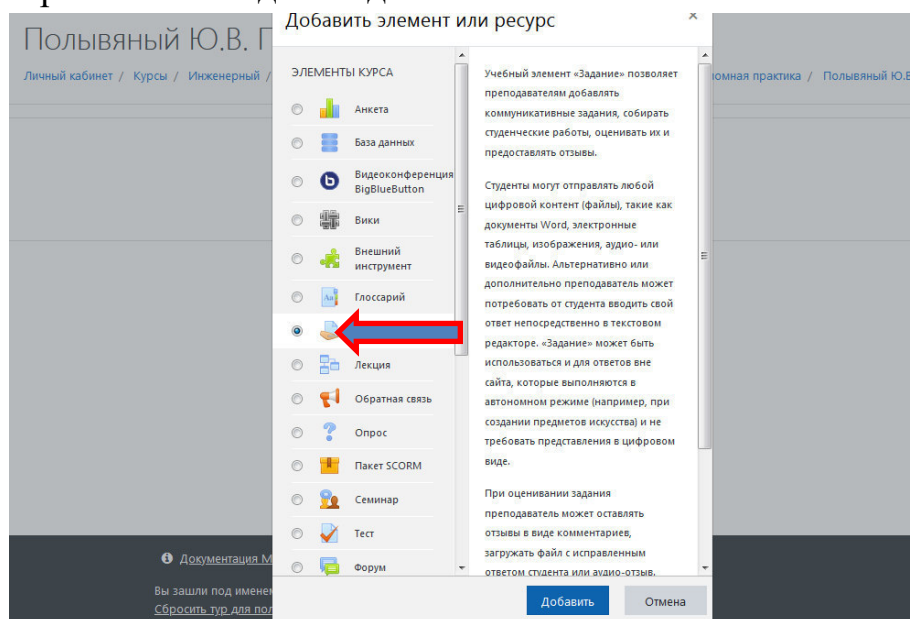 Полывяный Ю.В.
Личный кабинет / Курсы / Инженерный /
омная практика / Полывяный Ю.В
Добавить элемент или ресурс
×
ЭЛЕМЕНТЫ КУРСА
Анкета
База данных
Видеоконференция
BigBlueButton
Вики
Внешний
инструмент
Глоссарий
Лекция
Обратная связь
Опрос
Пакет SCORM
Семинар
Тест
Форум
Учебный элемент «Задание» позволяет
преподавателям добавлять
коммуникативные задания, собирать
студенческие работы, оценивать их и
предоставлять отзывы.
Студенты могут отправлять любой
цифровой контент (файлы), такие как
документы Word, электронные
таблицы, изображения, аудио- или
видеофайлы. Альтернативно или
дополнительно преподаватель может
потребовать от студента вводить свой
ответ непосредственно в текстовом
редакторе. «Задание» может быть
использоваться и для ответов вне
сайта, которые выполняются в
автономном режиме (например, при
создании предметов искусства) и не
требовать представления в цифровом
виде.
При оценивании задания
преподаватель может оставлять
отзывы в виде комментариев,
загружать файл с исправленным
ответом студента или аудио-отзыв.
Документация M
Вы зашли под именем
Сбросить тур для пол
Добавить
Отмена